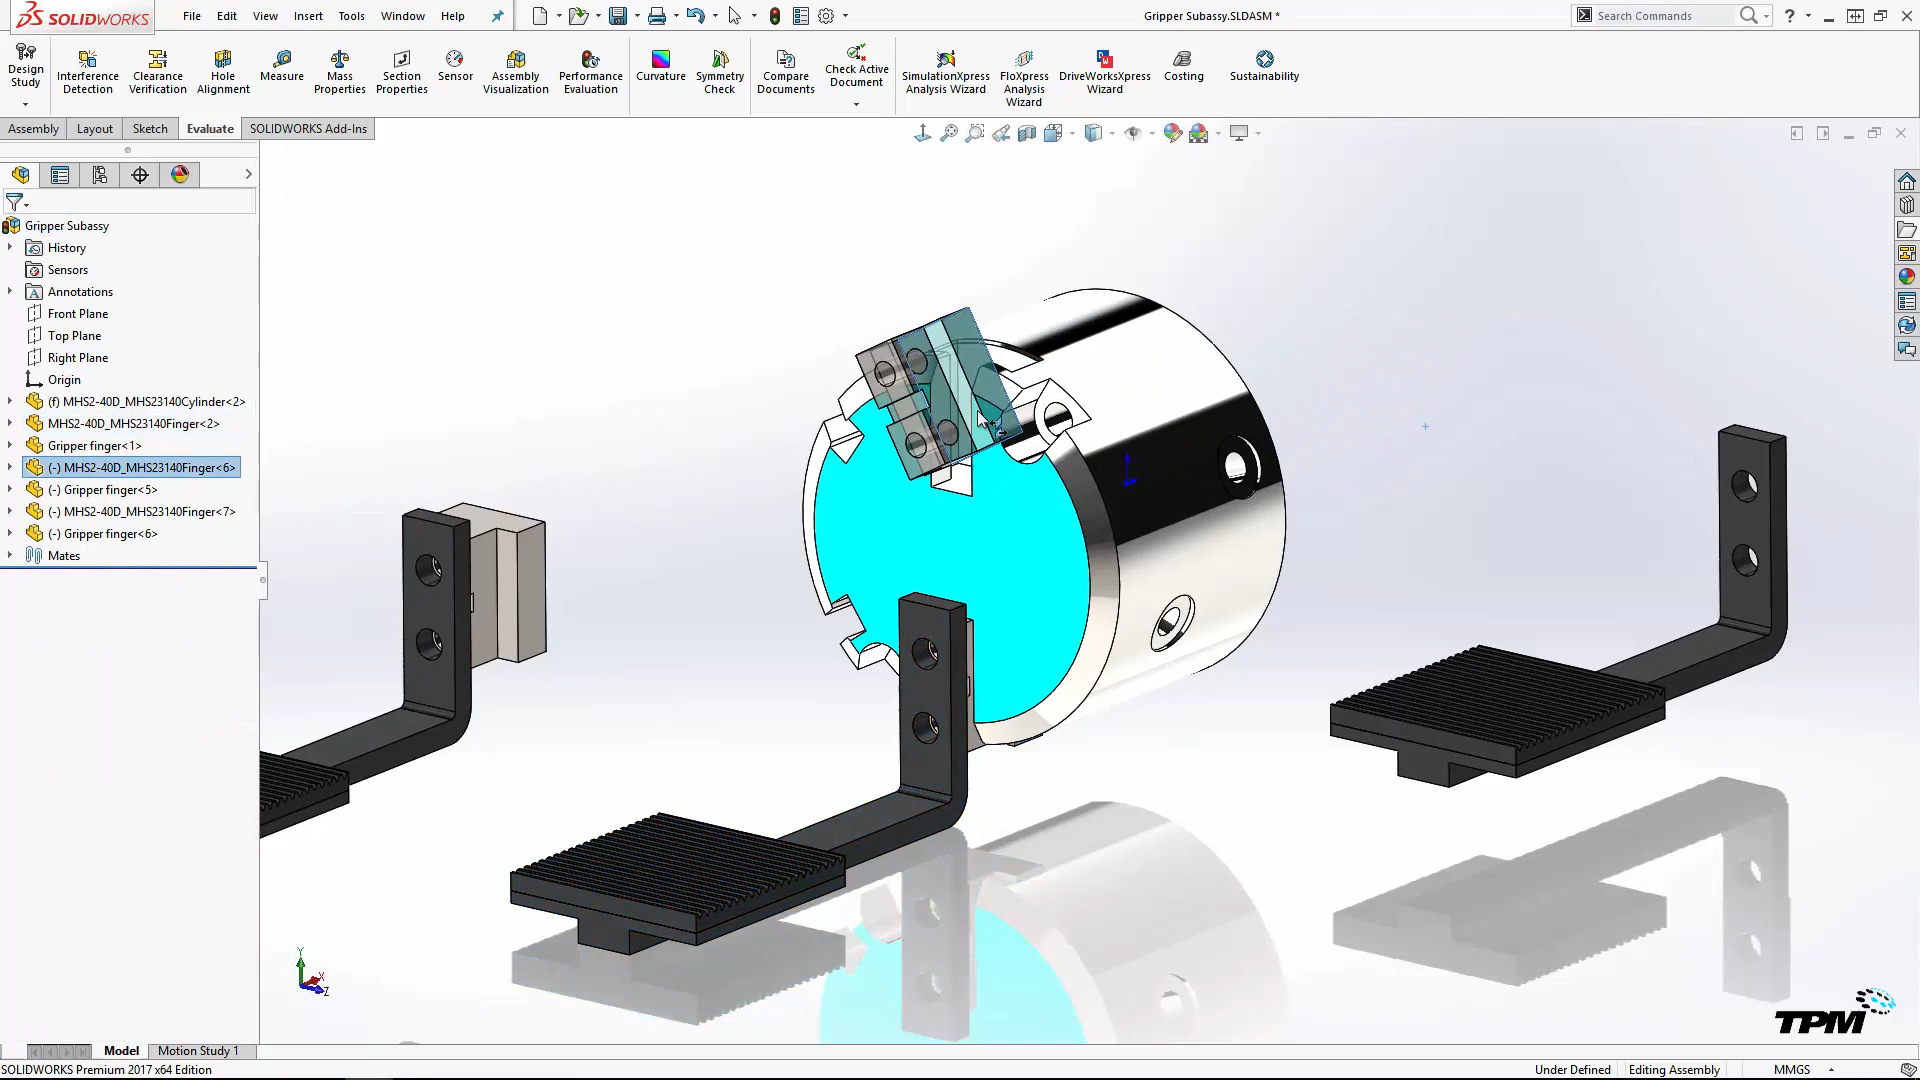 SOLIDWORKS
File Edit View Insert Tools Window Help
Gripper Subassy.SLDASM *
Search Commands
Design Study
Interference Detection
Clearance Verification
Hole Alignment
Measure
Mass Properties
Section Properties
Sensor
Assembly Visualization
Performance Evaluation
Curvature
Symmetry Check
Compare Documents
Check Active Document
SimulationXpress Analysis Wizard
FloXpress Analysis Wizard
DriveWorksXpress Wizard
Costing
Sustainability
Assembly Layout Sketch Evaluate SOLIDWORKS Add-Ins
Gripper Subassy
History
Sensors
Annotations
Front Plane
Top Plane
Right Plane
Origin
(f) MHS2-40D_MHS23140Cylinder<2>
MHS2-40D_MHS23140Finger<2>
Gripper finger<1>
(-) MHS2-40D_MHS23140Finger<6>
(-) Gripper finger<5>
(-) MHS2-40D_MHS23140Finger<7>
(-) Gripper finger<6>
Mates
Y
X
Z
TPM
Model Motion Study 1
SOLIDWORKS Premium 2017 x64 Edition
Under Defined Editing Assembly MMGS